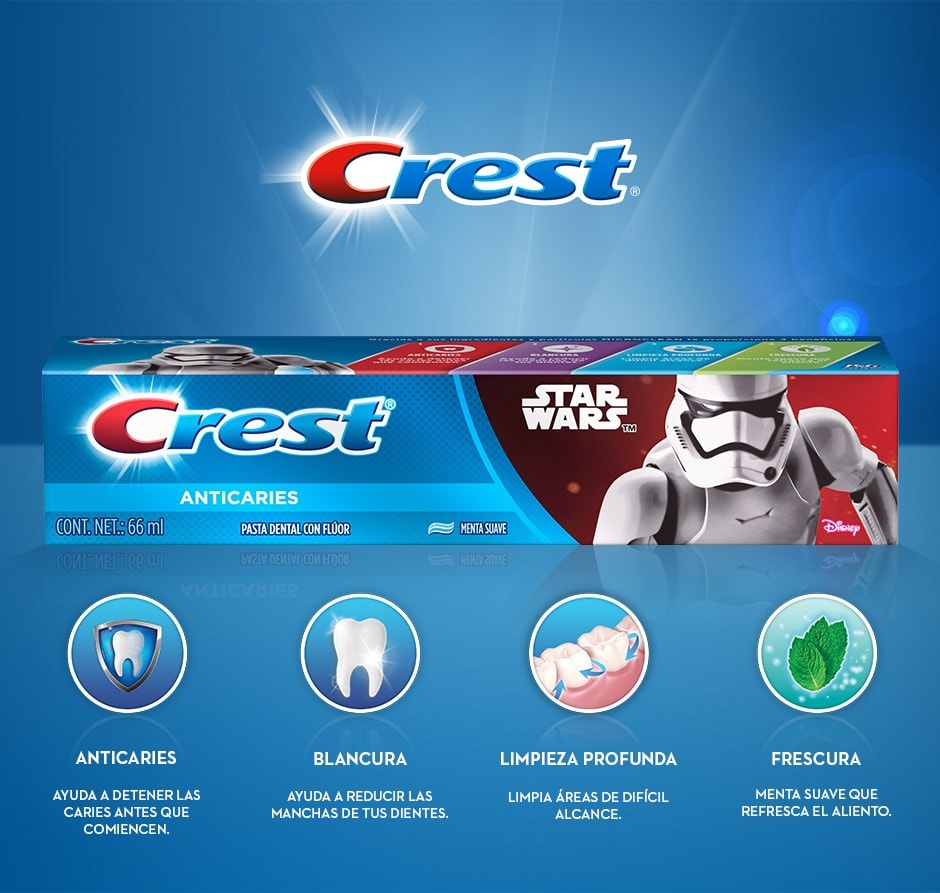 Crest®
ANTICARIES
BLANCURA
LIMPIEZA PROFUNDA
FRESCURA
Crest®
STAR
WARS™
ANTICARIES
CONT. NET.: 66 ml
PASTA DENTAL CON FLÚOR
MENTA SUAVE
Disney
ANTICARIES
AYUDA A DETENER LAS
CARIES ANTES QUE
COMIENCEN.
BLANCURA
AYUDA A REDUCIR LAS
MANCHAS DE TUS DIENTES.
LIMPIEZA PROFUNDA
LIMPIA ÁREAS DE DIFÍCIL
ALCANCE.
FRESCURA
MENTA SUAVE QUE
REFRESCA EL ALIENTO.